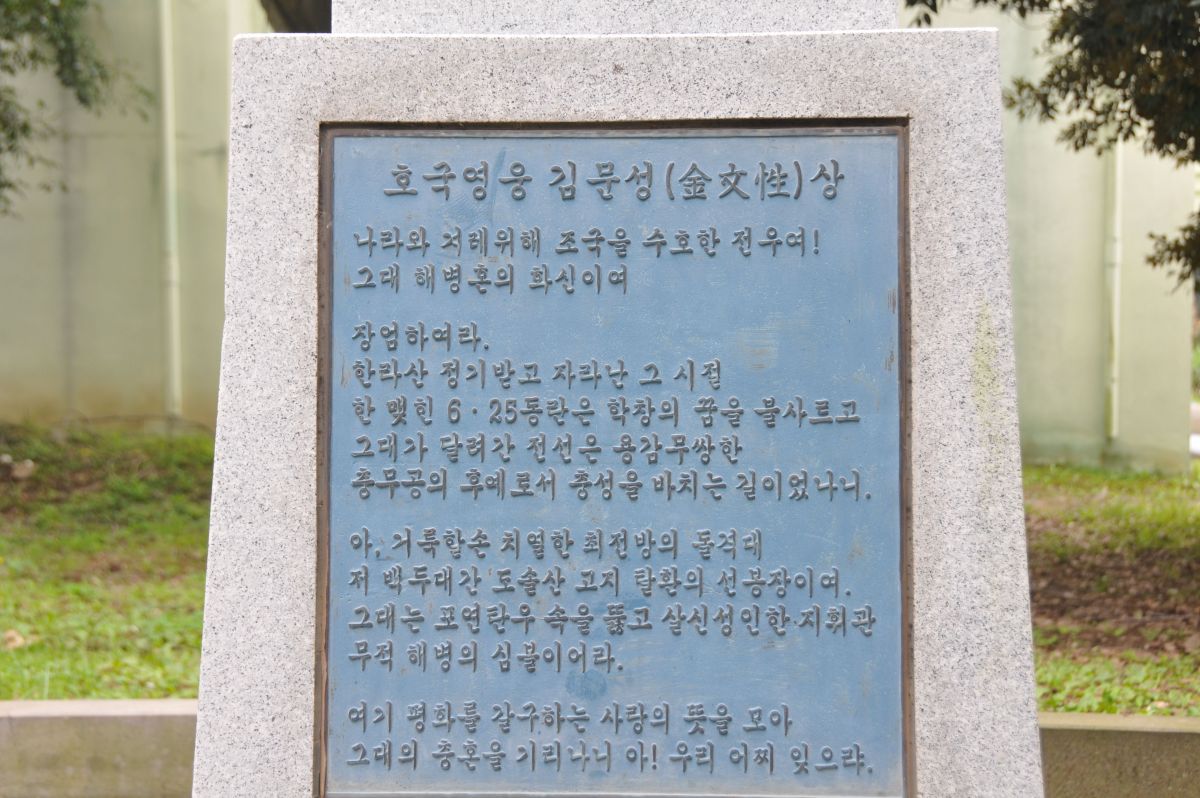 호국영웅 김문성(金文性)상
나라와 겨레위해 조국을 수호한 전우여!
그대 해병혼의 화신이여
장엄하여라.
한라산 정기받고 자라난 그 시절
한 맺힌 6·25동란은 학창의 꿈을 불사르고
그대가 달려간 전선은 용감무쌍한
충무공의 후예로서 충성을 바치는 길이었나니.
아, 거룩할손 치열한 최전방의 돌격대
저 백두대간 도솔산 고지 탈환의 선봉장이여.
그대는 포연탄우 속을 뚫고 살신성인한 지휘관
무적 해병의 심볼이어라.
여기 평화를 갈구하는 사랑의 뜻을 모아
그대의 충혼을 기리나니 아! 우리 어찌 잊으랴.